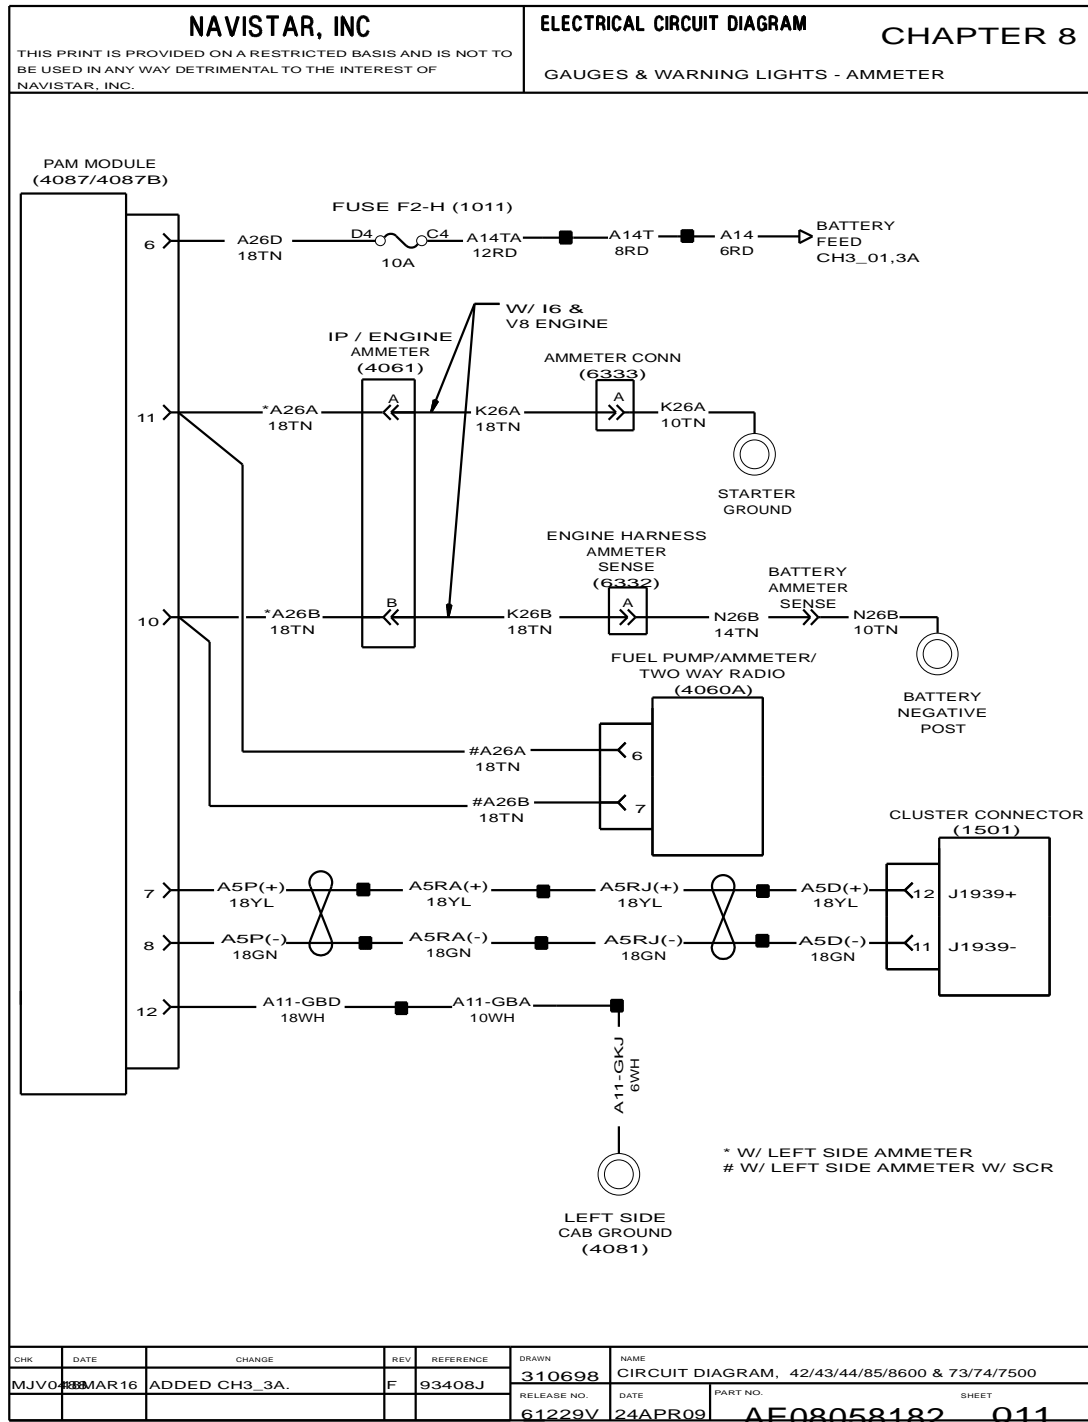 NAVISTAR, INC
THIS PRINT IS PROVIDED ON A RESTRICTED BASIS AND IS NOT TO
BE USED IN ANY WAY DETRIMENTAL TO THE INTEREST OF
NAVISTAR, INC.
ELECTRICAL CIRCUIT DIAGRAM
CHAPTER 8
GAUGES & WARNING LIGHTS - AMMETER
PAM MODULE
(4087/4087B)
FUSE F2-H (1011)
6
A26D
18TN
D4
C4
10A
A14TA
12RD
A14T
8RD
A14
6RD
BATTERY
FEED
CH3_01,3A
W/ I6 &
V8 ENGINE
IP / ENGINE
AMMETER
(4061)
AMMETER CONN
(6333)
11
*A26A
18TN
A
K26A
18TN
A
K26A
10TN
STARTER
GROUND
ENGINE HARNESS
AMMETER
SENSE
(6332)
BATTERY
AMMETER
SENSE
10
*A26B
18TN
B
K26B
18TN
A
N26B
14TN
N26B
10TN
BATTERY
NEGATIVE
POST
FUEL PUMP/AMMETER/
TWO WAY RADIO
(4060A)
#A26A
18TN
6
#A26B
18TN
7
CLUSTER CONNECTOR
(1501)
7
A5P(+)
18YL
A5RA(+)
18YL
A5RJ(+)
18YL
A5D(+)
18YL
12
J1939+
8
A5P(-)
18GN
A5RA(-)
18GN
A5RJ(-)
18GN
A5D(-)
18GN
11
J1939-
12
A11-GBD
18WH
A11-GBA
10WH
A11-GKJ
6WH
LEFT SIDE
CAB GROUND
(4081)
* W/ LEFT SIDE AMMETER
# W/ LEFT SIDE AMMETER W/ SCR
CHK
DATE
CHANGE
REV
REFERENCE
DRAWN
310698
NAME
CIRCUIT DIAGRAM, 42/43/44/85/8600 & 73/74/7500
ADDED CH3_3A.
F
93408J
RELEASE NO.
61229V
DATE
24APR09
PART NO.
AE08058182
SHEET
011